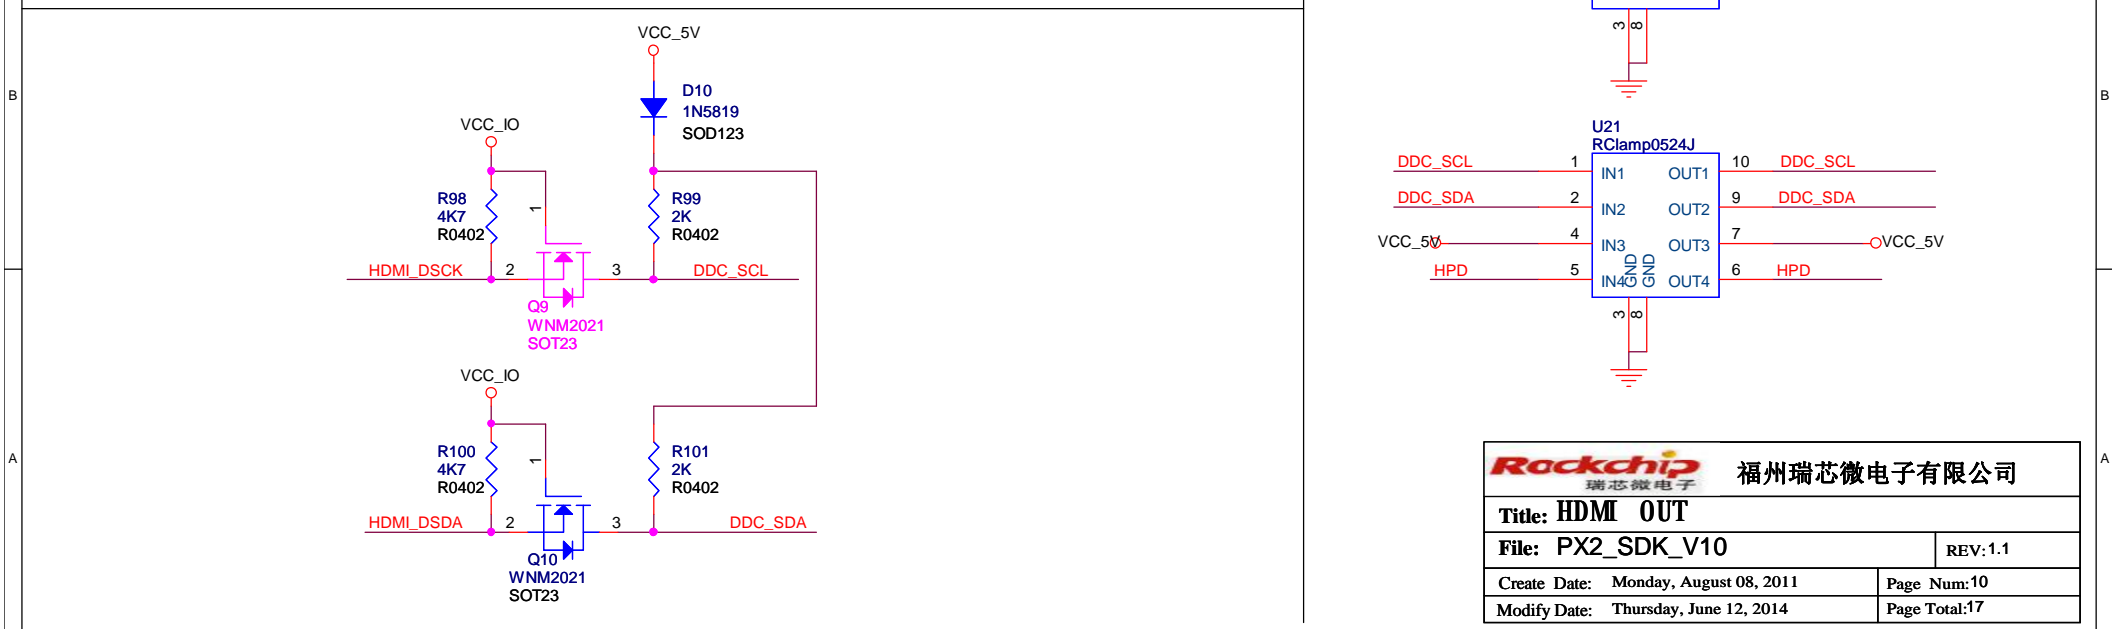 VCC_5V
B
D10
1N5819
SOD123
VCC_IO
R98
4K7
R0402
1
R99
2K
R0402
HDMI_DSCK
2
3
DDC_SCL
Q9
WNM2021
SOT23
VCC_IO
R100
4K7
R0402
1
R101
2K
R0402
A
HDMI_DSDA
2
3
DDC_SDA
Q10
WNM2021
SOT23
3
8
B
U21
RClamp0524J
DDC_SCL 1 IN1 OUT1 10 DDC_SCL
DDC_SDA 2 IN2 OUT2 9 DDC_SDA
VCC_5V 4 IN3 OUT3 7 VCC_5V
HPD 5 IN4 GND GND OUT4 6 HPD
3
8
A
Rockchip
瑞芯微电子
福州瑞芯微电子有限公司
Title: HDMI OUT
File: PX2_SDK_V10
REV:1.1
Create Date: Monday, August 08, 2011
Page Num:10
Modify Date: Thursday, June 12, 2014
Page Total:17